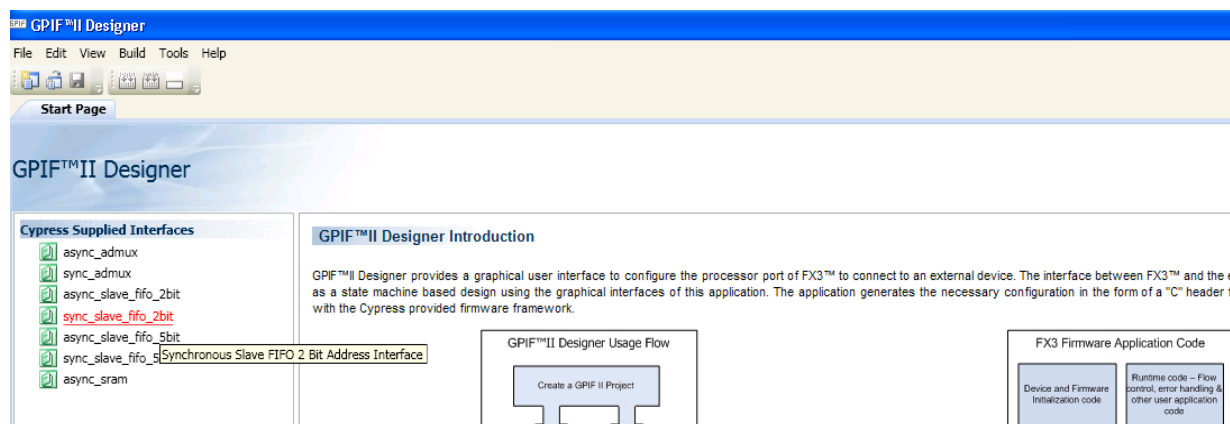 GPIF GPIF™II Designer
File Edit View Build Tools Help
Start Page
GPIF™II Designer
Cypress Supplied Interfaces
async_admux
sync_admux
async_slave_fifo_2bit
sync_slave_fifo_2bit
async_slave_fifo_5bit
sync_slave_fifo_5
Synchronous Slave FIFO 2 Bit Address Interface
async_sram
GPIF™II Designer Introduction
GPIF™II Designer provides a graphical user interface to configure the processor port of FX3™ to connect to an external device. The interface between FX3™ and the e
as a state machine based design using the graphical interfaces of this application. The application generates the necessary configuration in the form of a "C" header f
with the Cypress provided firmware framework.
GPIF™II Designer Usage Flow
Create a GPIF II Project
FX3 Firmware Application Code
Device and Firmware
Initialization code
Runtime code – Flow
control, error handling &
other user application
code